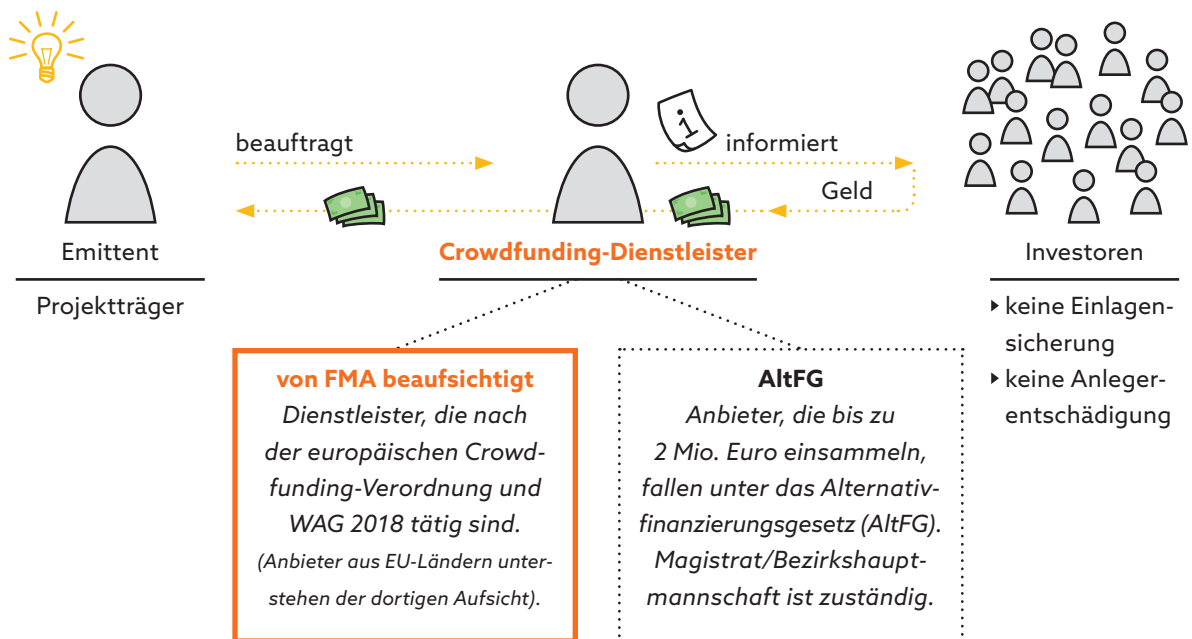 beauftragt
i
informiert
Geld
Emittent
Projektträger
Crowdfunding-Dienstleister
Investoren
▸ keine Einlagen-
sicherung
▸ keine Anleger-
entschädigung
von FMA beaufsichtigt
Dienstleister, die nach
der europäischen Crowd-
funding-Verordnung und
WAG 2018 tätig sind.
(Anbieter aus EU-Ländern unter-
stehen der dortigen Aufsicht).
AltFG
Anbieter, die bis zu
2 Mio. Euro einsammeln,
fallen unter das Alternativ-
finanzierungsgesetz (AltFG).
Magistrat/Bezirkshaupt-
mannschaft ist zuständig.